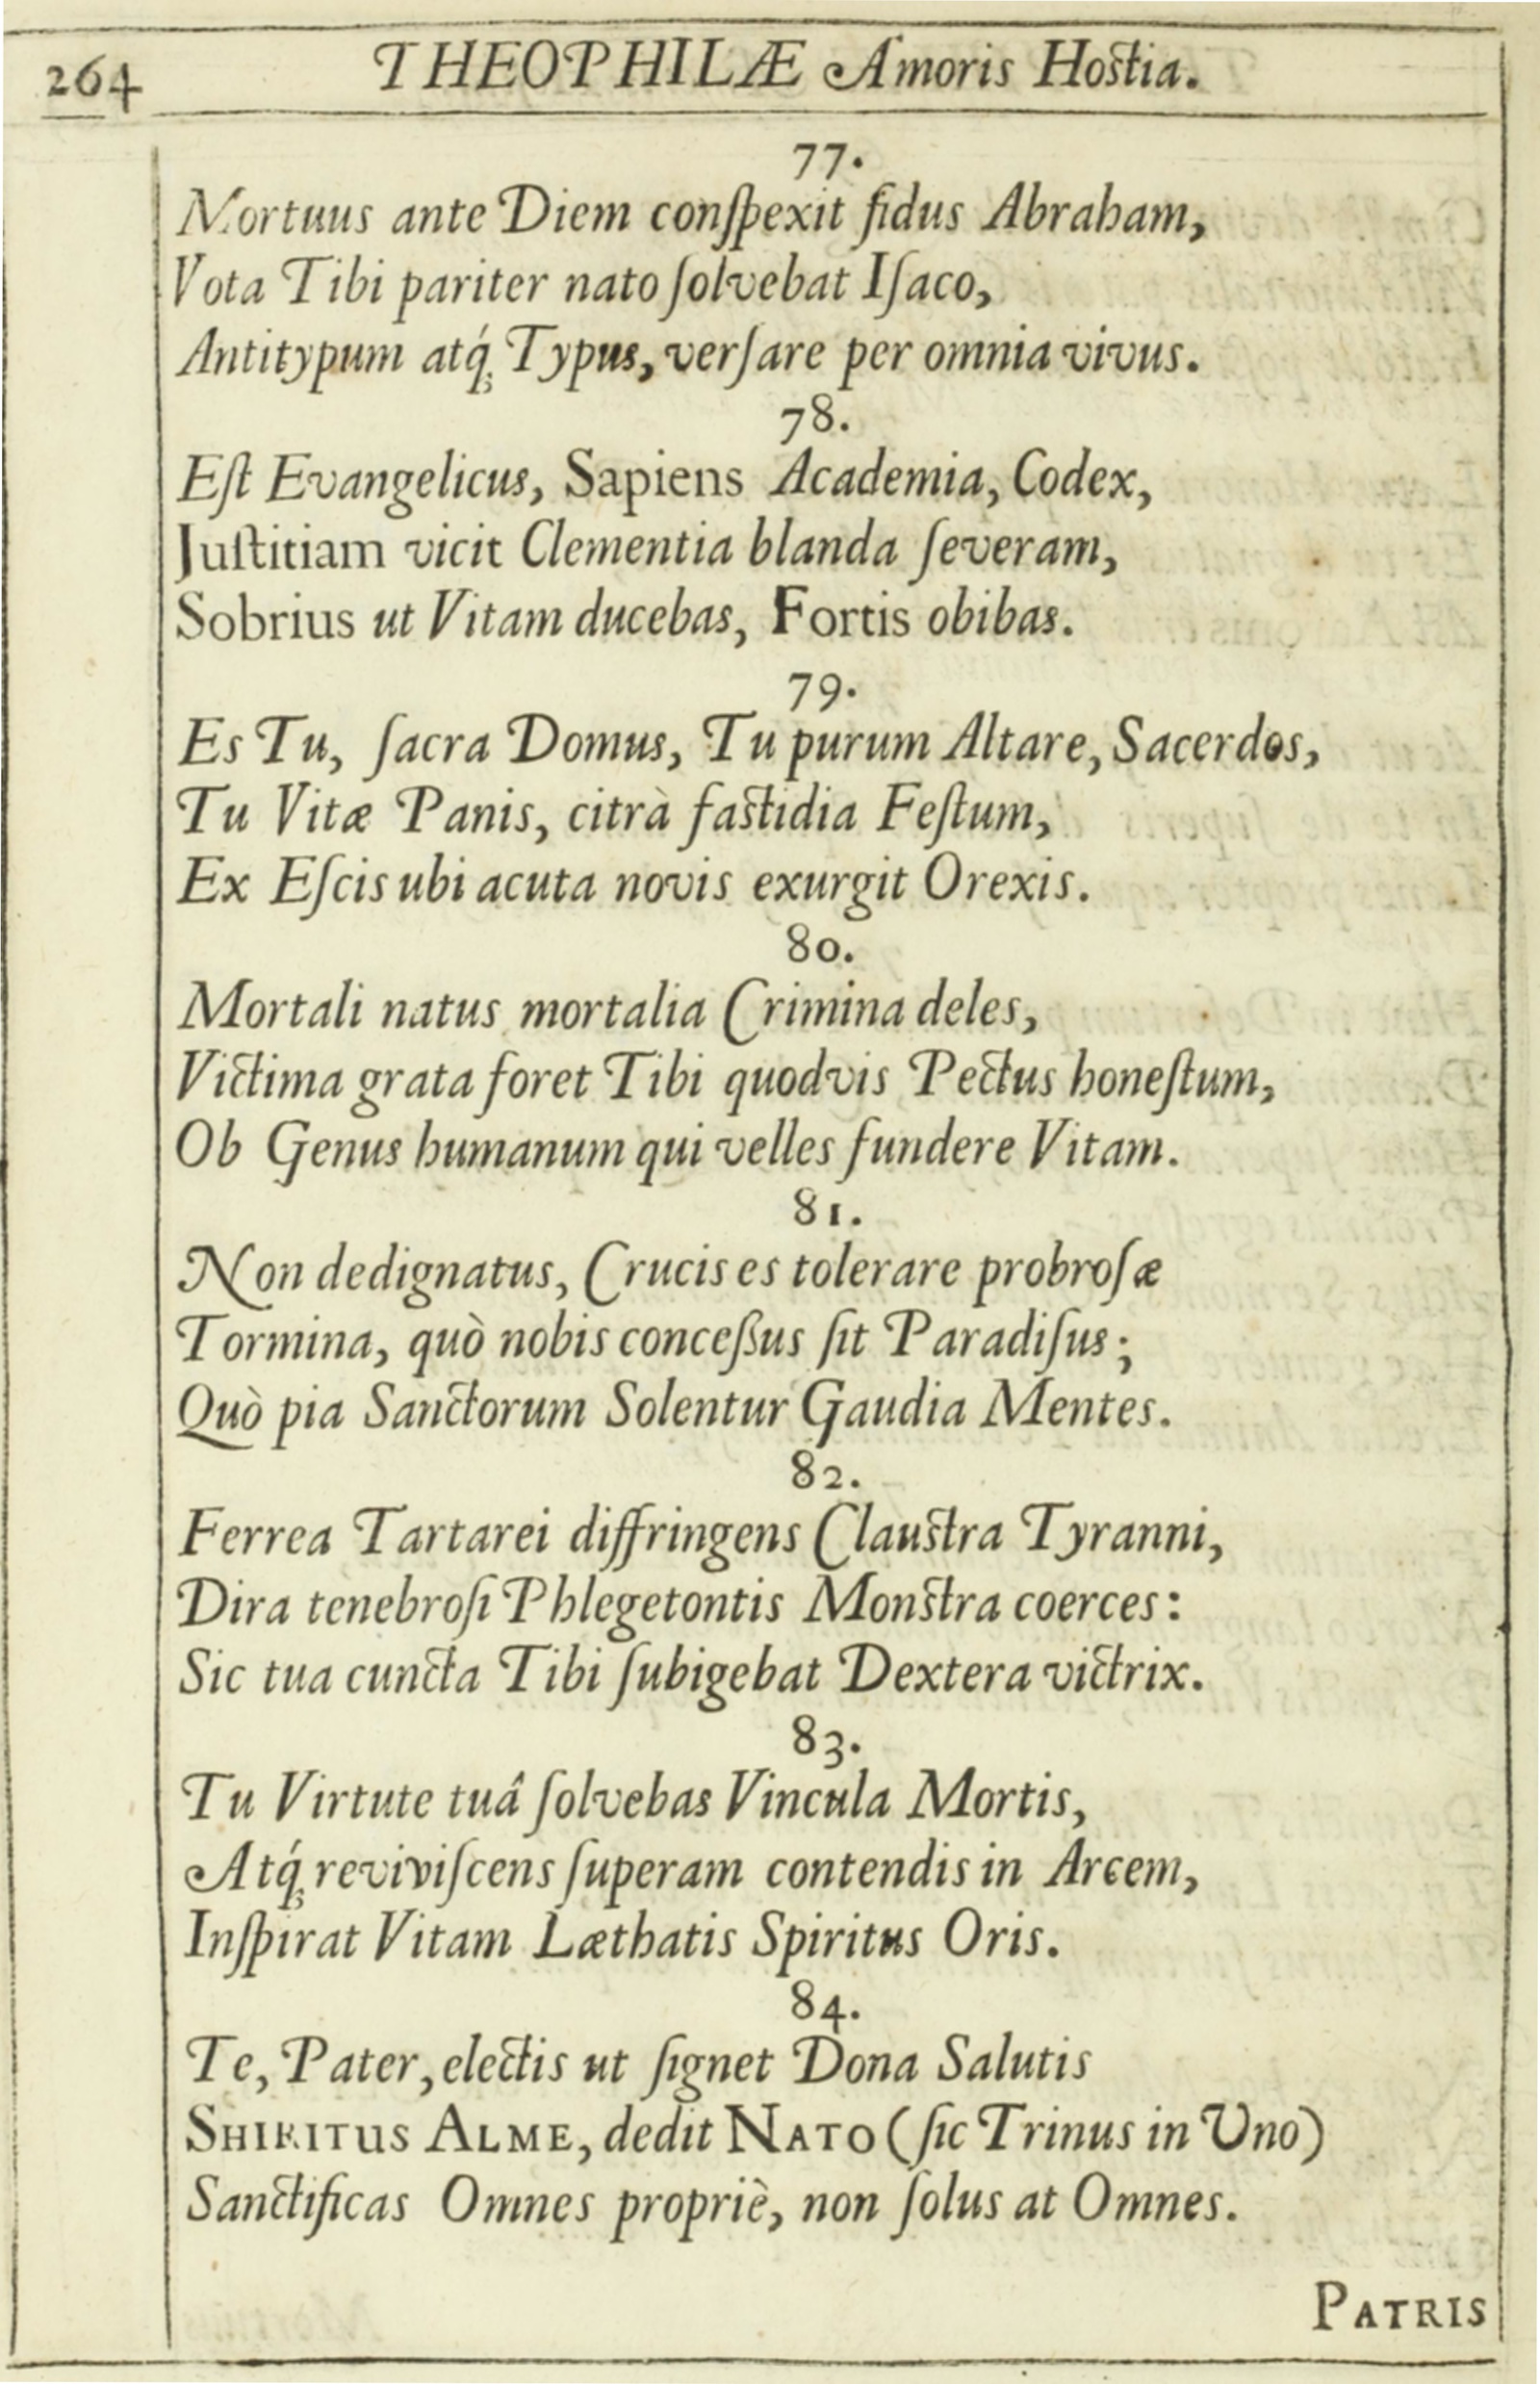 264
THEOPHILÆ Amoris Hostia.
77.
Mortuus ante Diem conſpexit fidus Abraham,
Vota Tibi pariter nato ſolvebat Iſaco,
Antitypum atq́; Typus, verſare per omnia vivus.
78.
Eſt Evangelicus, Sapiens Academia, Codex,
Juſtitiam vicit Clementia blanda ſeveram,
Sobrius ut Vitam ducebas, Fortis obibas.
79.
Es Tu, ſacra Domus, Tu purum Altare, Sacerdos,
Tu Vitæ Panis, citrà faſtidia Feſtum,
Ex Eſcis ubi acuta novis exurgit Orexis.
80.
Mortali natus mortalia Crimina deles,
Victima grata foret Tibi quodvis Pectus honeſtum,
Ob Genus humanum qui velles fundere Vitam.
81.
Non dedignatus, Crucis es tolerare probroſæ
Tormina, quò nobis conceſſus ſit Paradiſus;
Quò pia Sanctorum Solentur Gaudia Mentes.
82.
Ferrea Tartarei diffringens Clauſtra Tyranni,
Dira tenebroſi Phlegetontis Monſtra coerces:
Sic tua cuncta Tibi ſubigebat Dextera victrix.
83.
Tu Virtute tuâ ſolvebas Vincula Mortis,
Atq́; reviviſcens ſuperam contendis in Arcem,
Inſpirat Vitam Læthatis Spiritus Oris.
84.
Te, Pater, electis ut ſignet Dona Salutis
SHIRITUS ALME, dedit NATO (ſic Trinus in Uno)
Sanctificas Omnes propriè, non ſolus at Omnes.
PATRIS